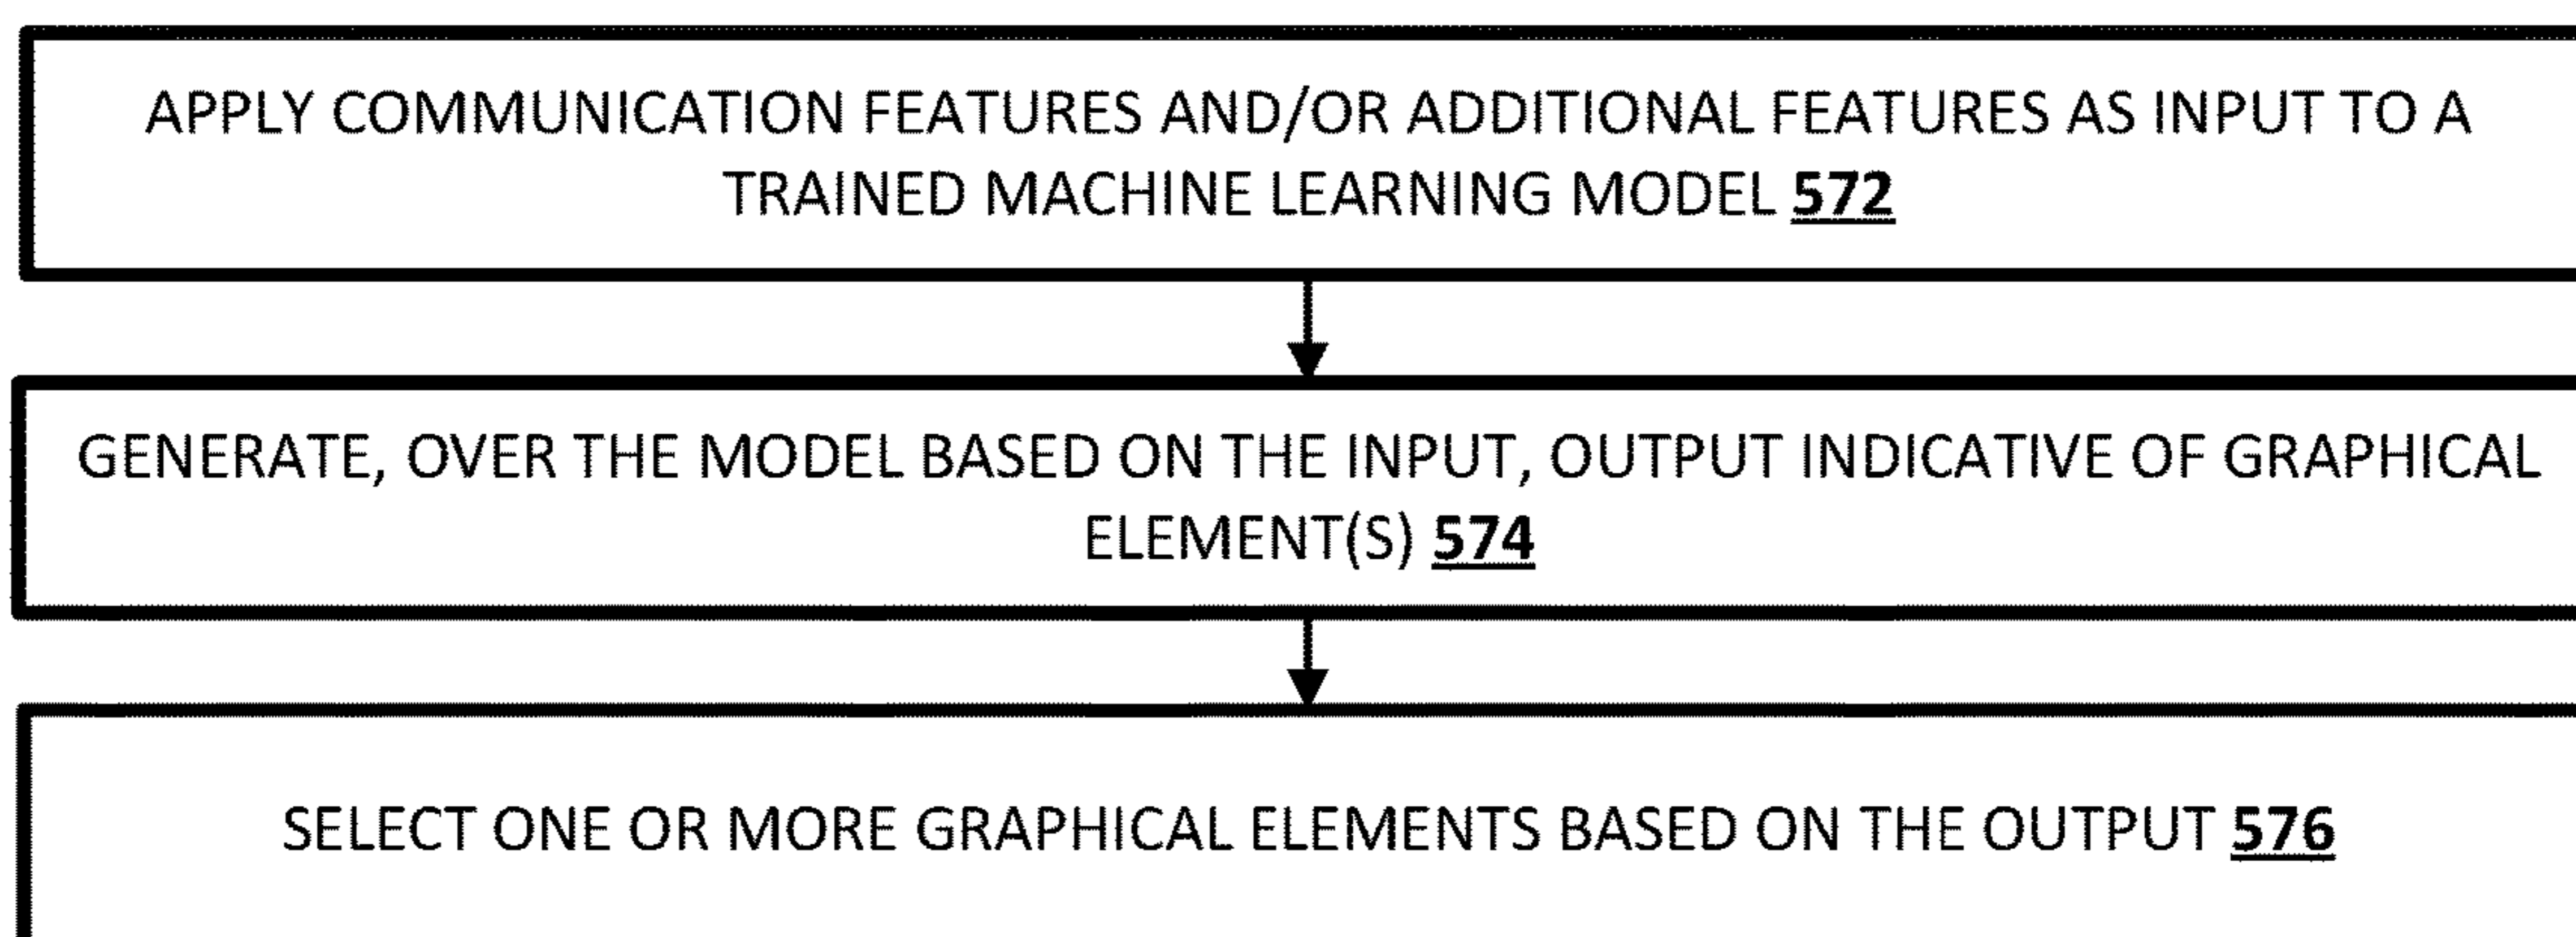 APPLY COMMUNICATION FEATURES AND/OR ADDITIONAL FEATURES AS INPUT TO A
TRAINED MACHINE LEARNING MODEL 572
GENERATE, OVER THE MODEL BASED ON THE INPUT, OUTPUT INDICATIVE OF GRAPHICAL
ELEMENT(S) 574
SELECT ONE OR MORE GRAPHICAL ELEMENTS BASED ON THE OUTPUT 576